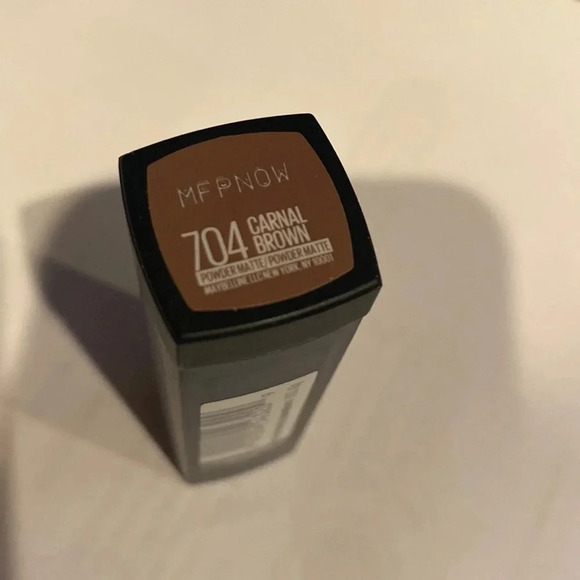 MFPNOW
704 CARNAL
BROWN
POWDER MATTE/POWDER MATTE
MAYBELLINE LLC NEW YORK, NY 10001